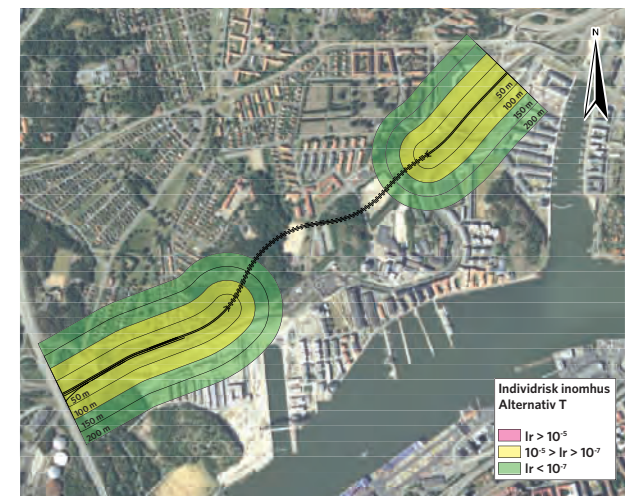 N
50 m
100 m
150 m
200 m
50 m
100 m
150 m
200 m
Individrisk inomhus
Alternativ T
Ir > 10⁻⁵
10⁻⁵ > Ir > 10⁻⁷
Ir < 10⁻⁷